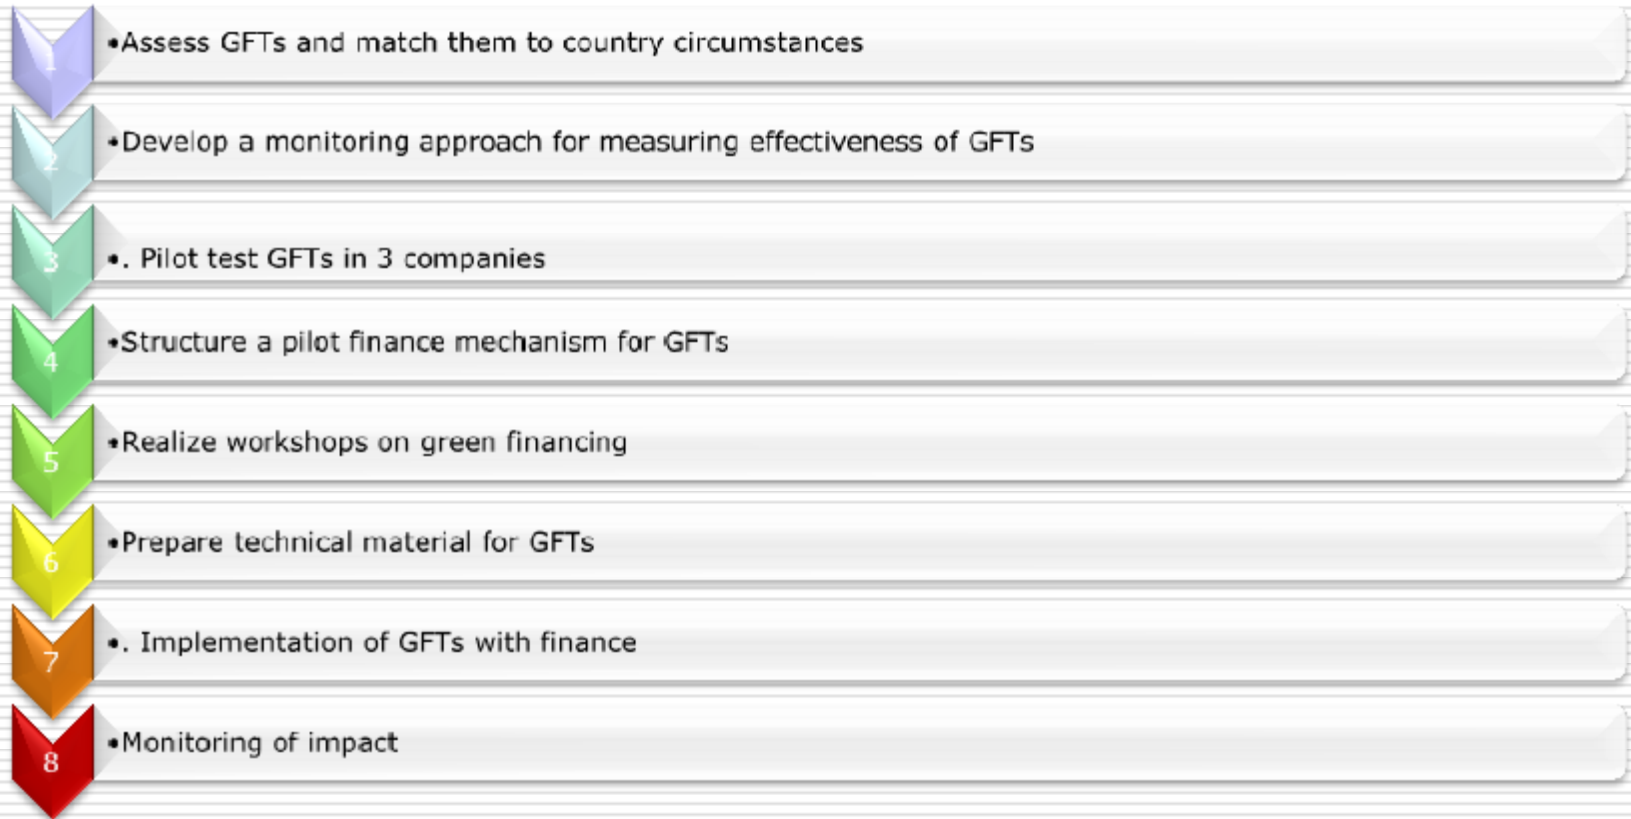 1
•Assess GFTs and match them to country circumstances
2
•Develop a monitoring approach for measuring effectiveness of GFTs
3
•. Pilot test GFTs in 3 companies
4
•Structure a pilot finance mechanism for GFTs
5
•Realize workshops on green financing
6
•Prepare technical material for GFTs
7
•. Implementation of GFTs with finance
8
•Monitoring of impact